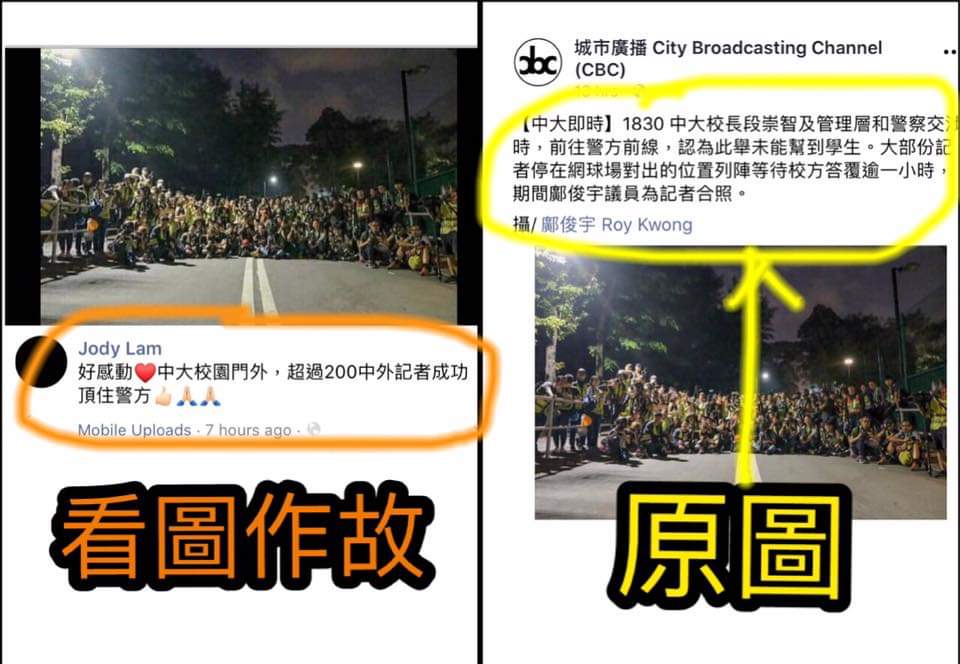 Jody Lam
好感動❤️中大校園門外，超過200中外記者成功
頂住警方👍🏻🙏🏻🙏🏻
Mobile Uploads · 7 hours ago ·
看圖作故
城市廣播 City Broadcasting Channel
(CBC)
cbc
【中大即時】1830 中大校長段崇智及管理層和警察交
時，前往警方前線，認為此舉未能幫到學生。大部份記
者停在網球場對出的位置列陣等待校方答覆逾一小時，
期間鄺俊宇議員為記者合照。
攝/ 鄺俊宇 Roy Kwong
原圖